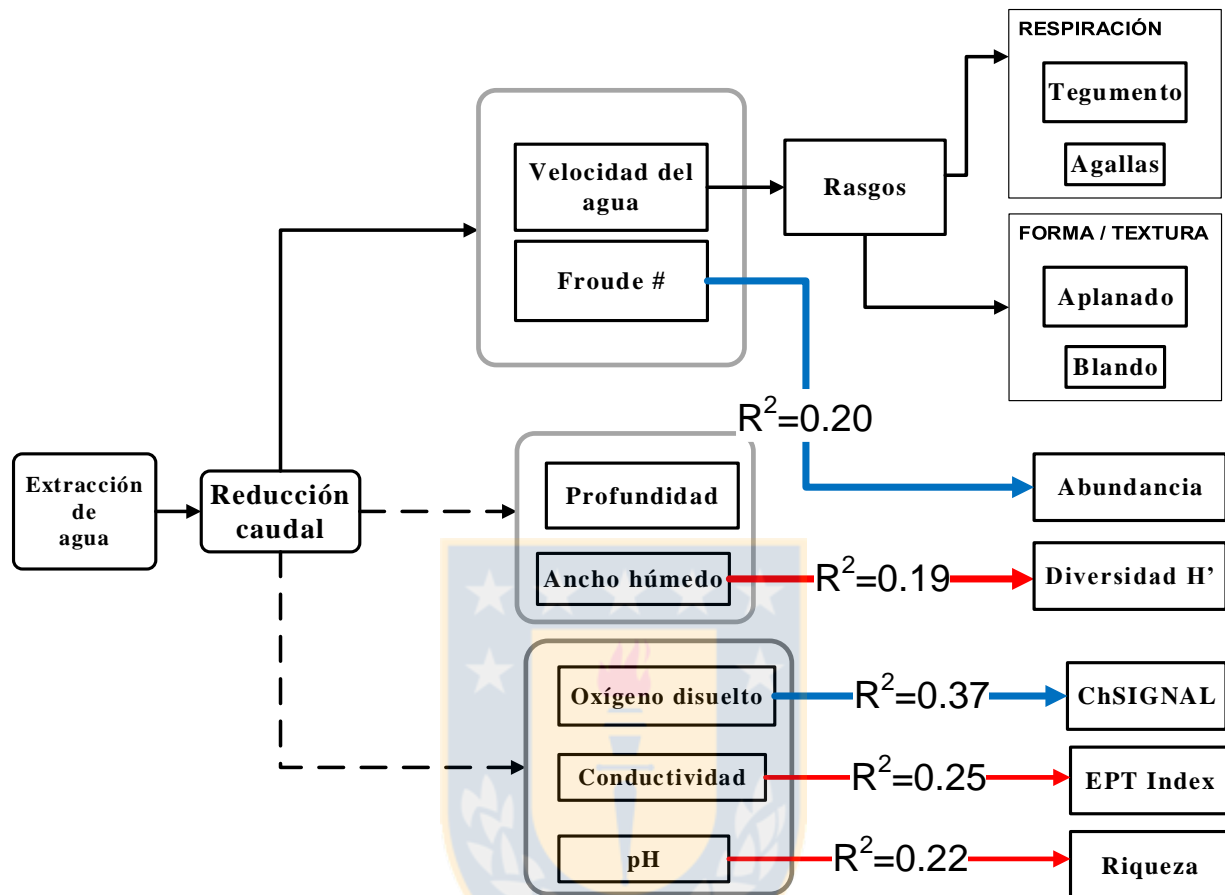 RESPIRACIÓN
Tegumento
Agallas
Velocidad del
agua
Rasgos
Froude #
FORMA / TEXTURA
Aplanado
Blando
R²=0.20
Extracción
de
agua
Reducción
caudal
Profundidad
Abundancia
Ancho húmedo
R²=0.19
Diversidad H’
Oxígeno disuelto
R²=0.37
ChSIGNAL
Conductividad
R²=0.25
EPT Index
pH
R²=0.22
Riqueza